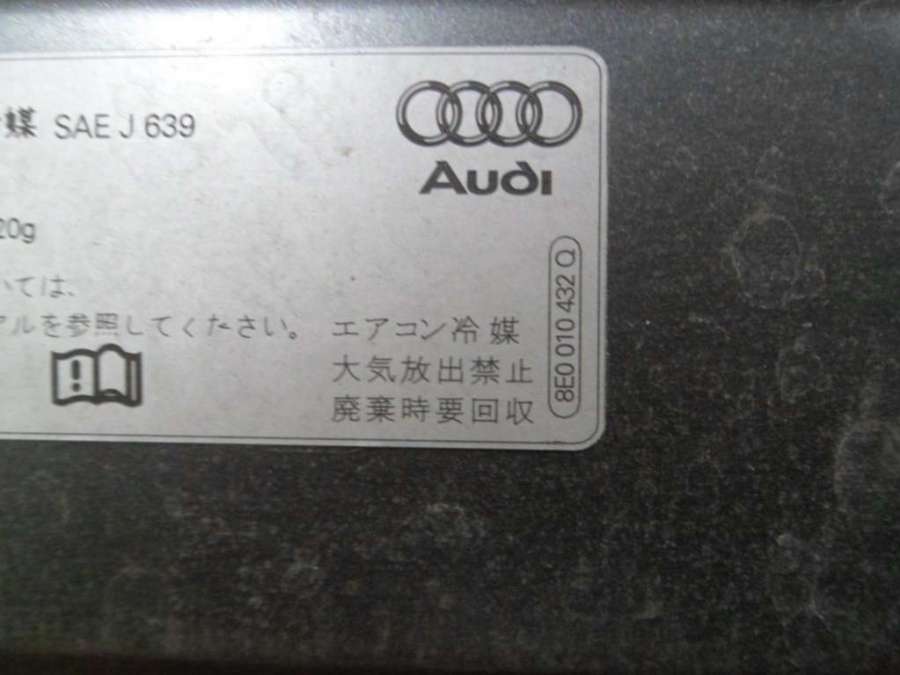 媒 SAE J 639
Audi
20g
いては、
アルを参照してください。
エアコン冷媒
大気放出禁止
廃棄時要回収
8E0 010 432 Q